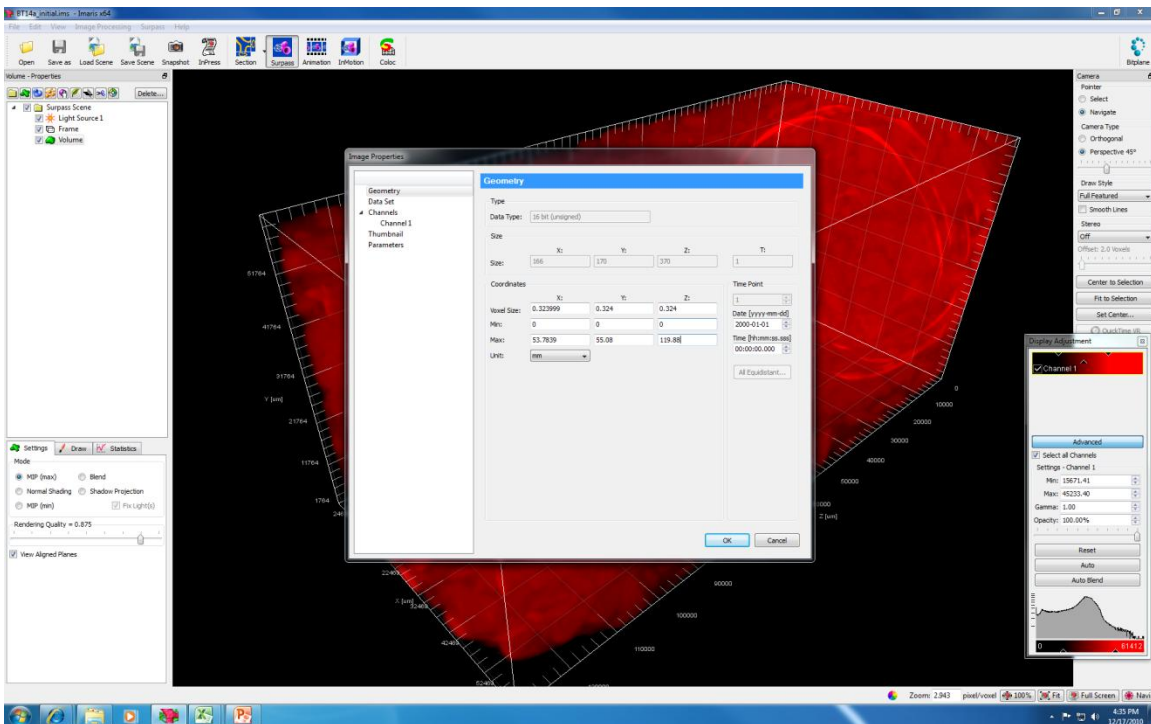 BT14a_initial.ims - Imaris x64
File Edit View Image Processing Surpass Help
Open Save as Load Scene Save Scene Snapshot InPress Section Surpass Animation InMotion Coloc Bitplane
Volume - Properties
Delete...
Surpass Scene
Light Source 1
Frame
Volume
Settings Draw Statistics
Mode
MIP (max) Blend
Normal Shading Shadow Projection
MIP (min) Fix Light(s)
Rendering Quality = 0.875
View Aligned Planes
61764
41764
31764
Y [um]
21764
11764
1764
22469
X [um]
32469
42469
52469
0
10000
20000
30000
40000
50000
Z [um]
90000
100000
110000
Image Properties
Geometry
Data Set
Channels
Channel 1
Thumbnail
Parameters
Geometry
Type
Data Type: 16 bit (unsigned)
Size
X: Y: Z: T:
Size: 166 170 370 1
Coordinates
X: Y: Z:
Voxel Size: 0.323999 0.324 0.324
Min: 0 0 0
Max: 53.7839 55.08 119.88
Unit: mm
Time Point
1
Date [yyyy-mm-dd]
2000-01-01
Time [hh:mm:ss.sss]
00:00:00.000
All Equidistant...
OK Cancel
Camera
Pointer
Select
Navigate
Camera Type
Orthogonal
Perspective 45°
Draw Style
Full Featured
Smooth Lines
Stereo
Off
Offset: 2.0 Voxels
Center to Selection
Fit to Selection
Set Center...
QuickTime VR
Display Adjustment
Channel 1
Advanced
Select all Channels
Settings - Channel 1
Min: 15671.41
Max: 45233.40
Gamma: 1.00
Opacity: 100.00%
Reset
Auto
Auto Blend
0 61412
Zoom: 2.943 pixel/voxel 100% Fit Full Screen Navi
4:35 PM
12/17/2010